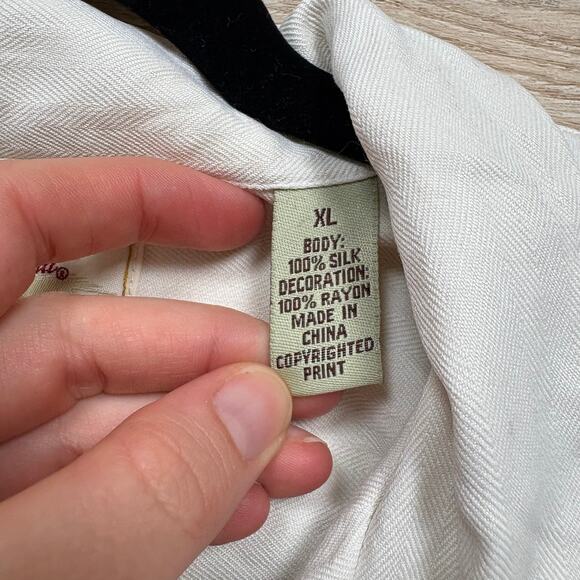 XL
BODY:
100% SILK
DECORATION:
100% RAYON
MADE IN
CHINA
COPYRIGHTED
PRINT